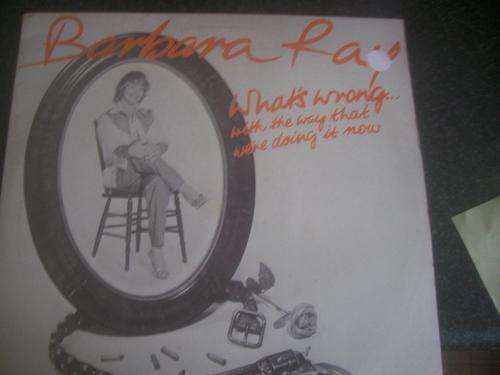 Barbara Ray
What's wrong...
with the way that
we're doing it now